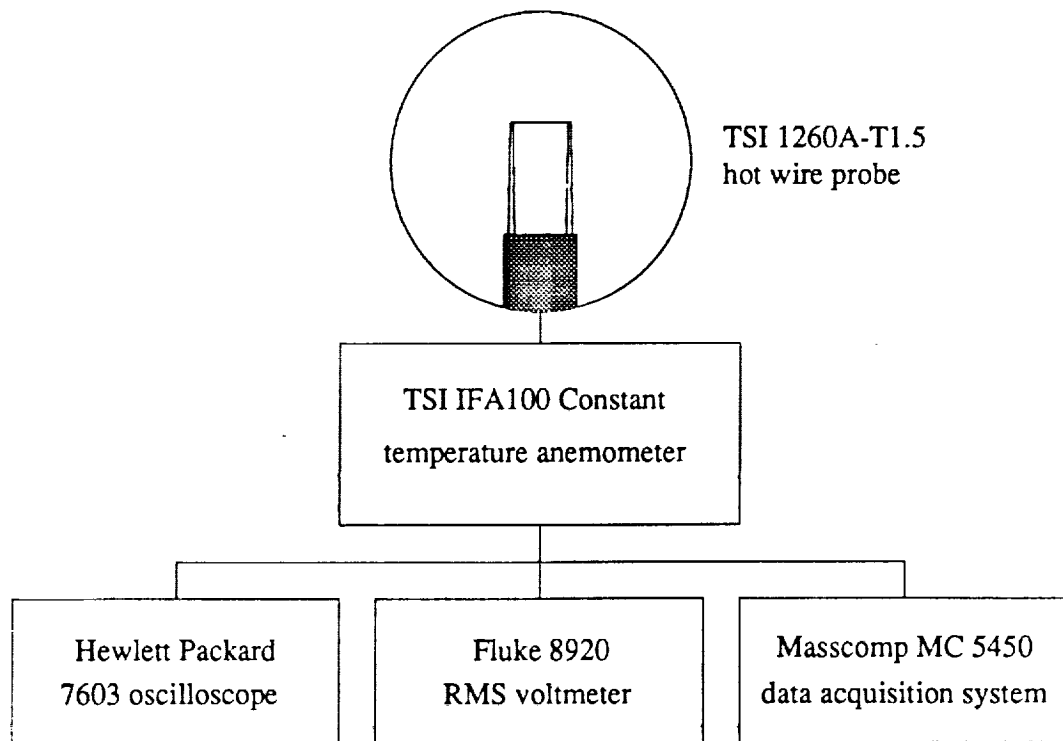 TSI 1260A-T1.5
hot wire probe
TSI IFA100 Constant
temperature anemometer
Hewlett Packard
7603 oscilloscope
Fluke 8920
RMS voltmeter
Masscomp MC 5450
data acquisition system